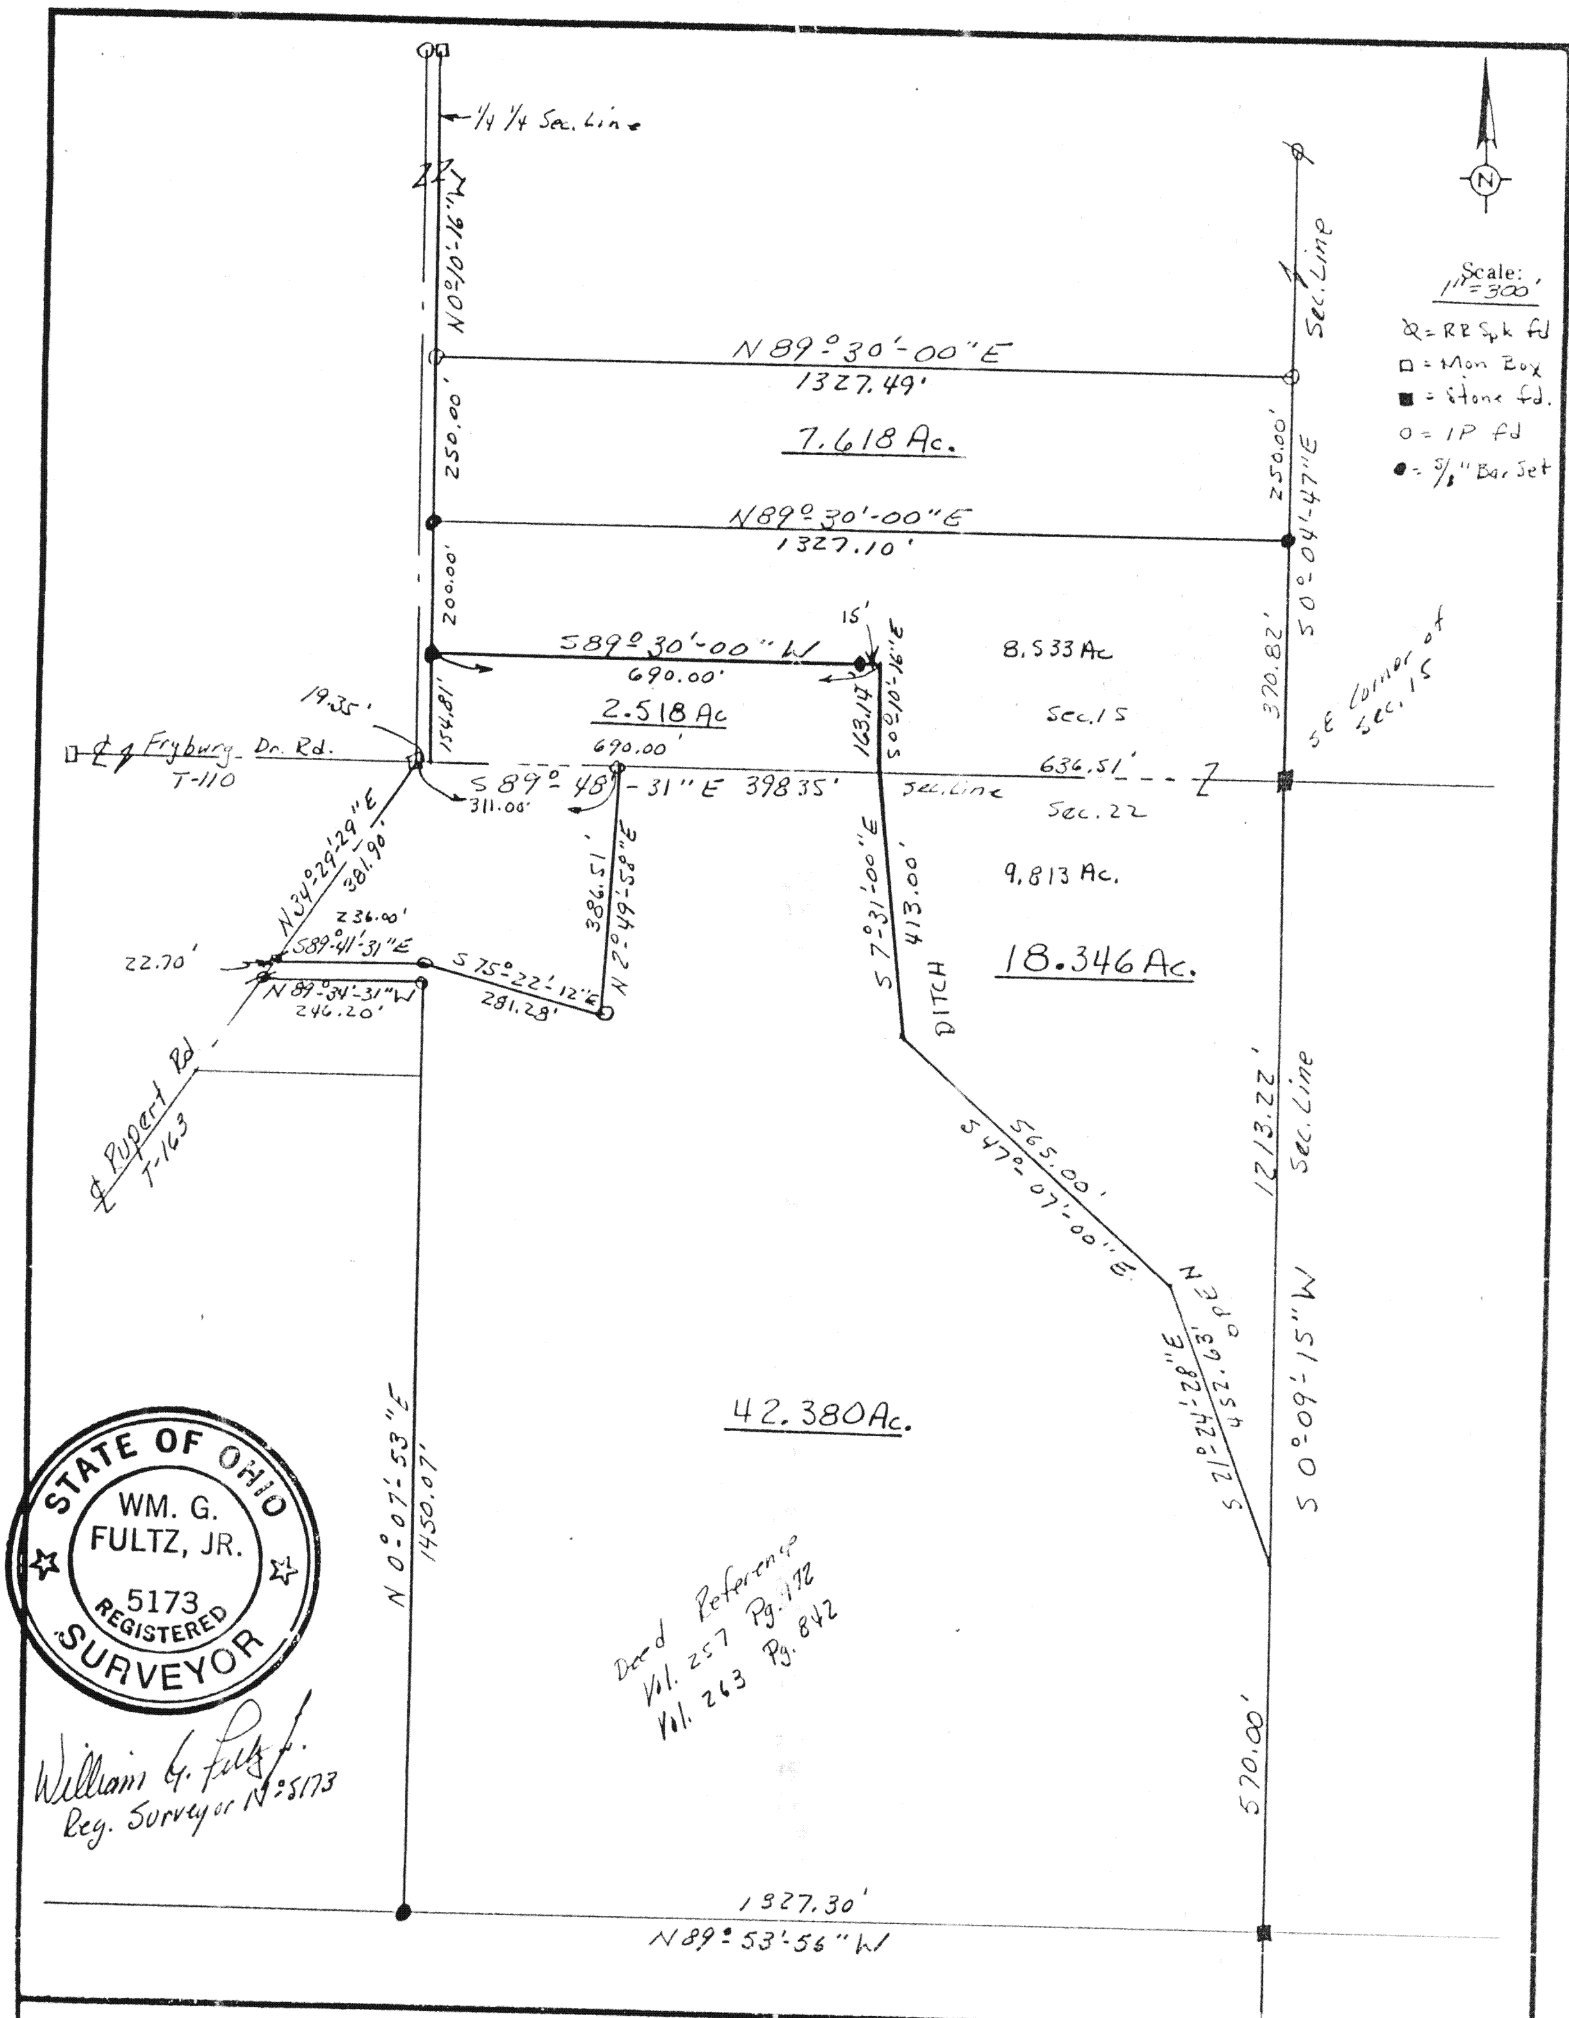 1/4 1/4 Sec. Line
N 0°-10'-16" W
Sec. Line
Scale:
1"=300'
= RR Spk fd
= Mon Box
= Stone fd.
= IP fd
= 5/8" Bar Set
N 89°-30'-00" E
1327.49'
7.618 Ac.
250.00'
250.00'
S 0°-04'-47" E
N 89°-30'-00" E
1327.10'
200.00'
S 89°-30'-00" W
690.00'
15'
S 0°-10'-16" E
163.14'
8.533 Ac
370.82'
SE Corner of
Sec. 15
2.518 Ac
690.00'
154.81'
19.35'
Sec. 15
636.51'
Fryburg Dr. Rd.
T-110
S 89°-48'-31" E 398.35'
311.00'
Sec. Line
Sec. 22
N 34°-29'-29" E
381.90'
386.51'
N 2°-49'-58" E
S 7°-31'-00" E
413.00'
DITCH
9.813 Ac.
18.346 Ac.
236.00'
S 89°-41'-31" E
22.70'
N 89°-34'-31" W
246.20'
S 75°-22'-12" E
281.28'
Rupert Rd
T-163
565.00'
S 47°-07'-00" E
1213.22'
Sec. Line
OPEN
S 21°-24'-28" E
452.63'
S 0°-09'-15" W
N 0°-07'-53" E
1450.07'
42.380 Ac.
STATE OF OHIO
WM. G.
FULTZ, JR.
5173
REGISTERED
SURVEYOR
Deed Reference
Vol. 257 Pg. 172
Vol. 263 Pg. 842
William G. Fultz Jr.
Reg. Surveyor Nº 5173
570.00'
1327.30'
N 89°-53'-56" W